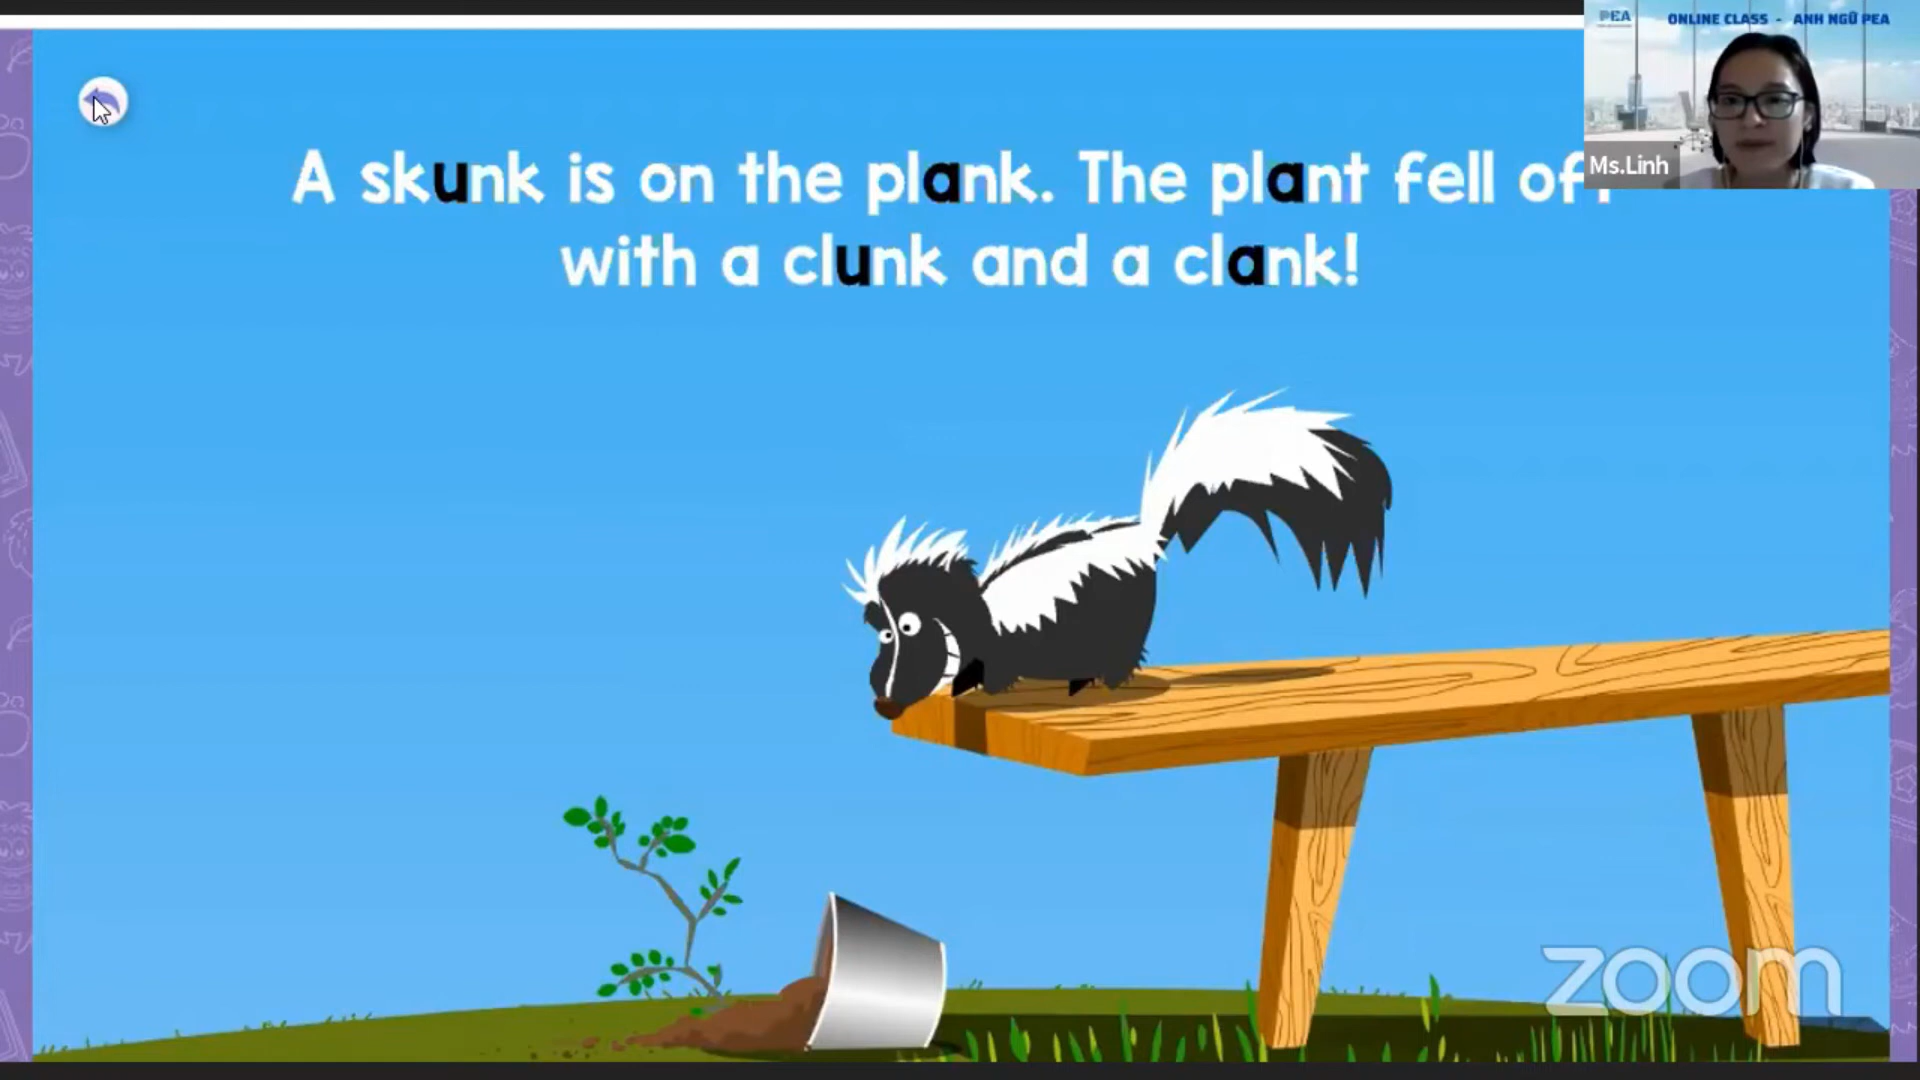 PEA
ONLINE CLASS - ANH NGỮ PEA
Ms.Linh
A skunk is on the plank. The plant fell
with a clunk and a clank!
zoom